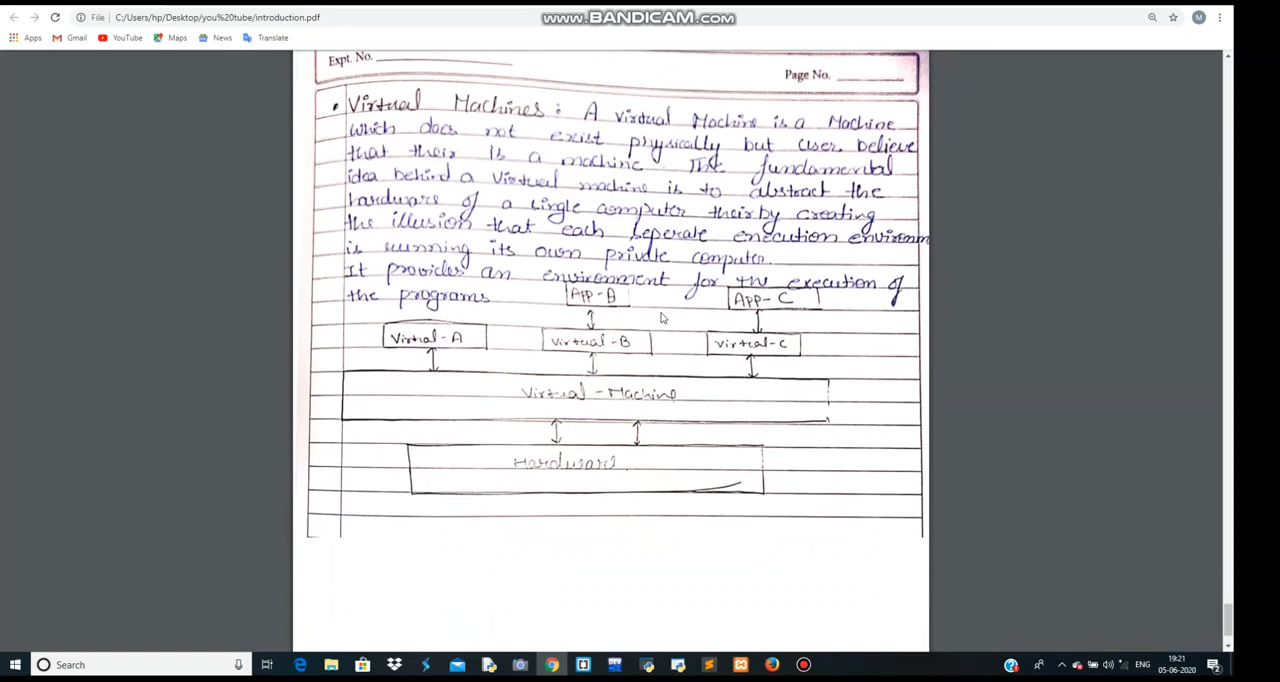 File | C:/Users/hp/Desktop/you%20tube/introduction.pdf
www.BANDICAM.com
M
Apps Gmail YouTube Maps News Translate
Expt. No.
Page No.
• Virtual Machines : A virtual Machine is a Machine
which does not exist physically but user believe
that their is a machine The fundamental
idea behind a virtual machine is to abstract the
hardware of a single computer theirby creating
the illusion that each seperate execution environm
is running its own private computer.
It provides an environment for the execution of
the programs
App-B App-C
Virtual-A Virtual-B Virtual-C
Virtual-Machine
Hardware
Search
ENG
19:21
05-06-2020
2